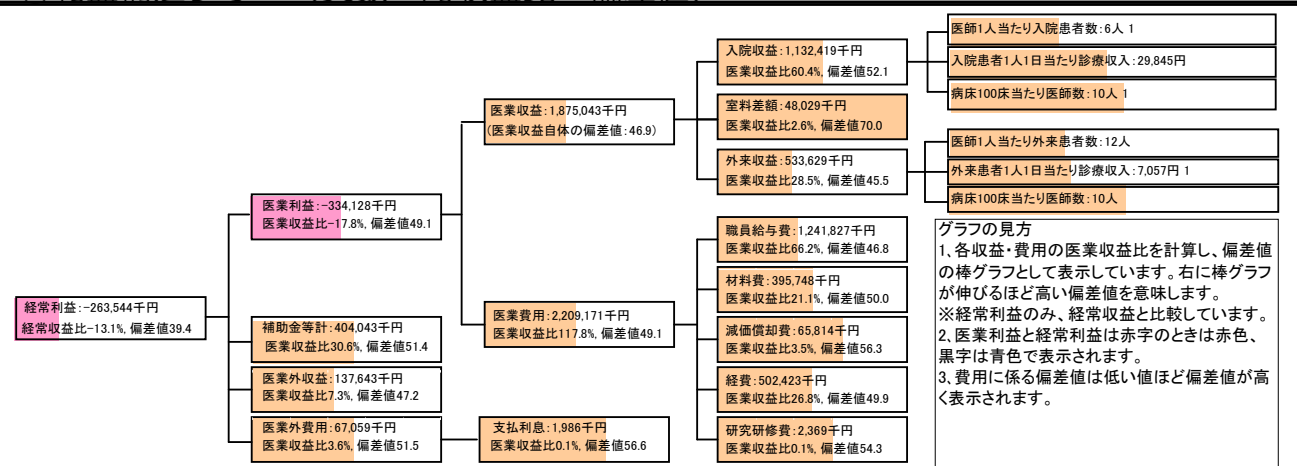 経常利益:-263,544千円
経常収益比-13.1%, 偏差値39.4
医業利益:-334,128千円
医業収益比-17.8%, 偏差値49.1
補助金等計:404,043千円
医業収益比30.6%, 偏差値51.4
医業外収益:137,643千円
医業収益比7.3%, 偏差値47.2
医業外費用:67,059千円
医業収益比3.6%, 偏差値51.5
支払利息:1,986千円
医業収益比0.1%, 偏差値56.6
医業収益:1,875,043千円
(医業収益自体の偏差値:46.9)
医業費用:2,209,171千円
医業収益比117.8%, 偏差値49.1
入院収益:1,132,419千円
医業収益比60.4%, 偏差値52.1
室料差額:48,029千円
医業収益比2.6%, 偏差値70.0
外来収益:533,629千円
医業収益比28.5%, 偏差値45.5
職員給与費:1,241,827千円
医業収益比66.2%, 偏差値46.8
材料費:395,748千円
医業収益比21.1%, 偏差値50.0
減価償却費:65,814千円
医業収益比3.5%, 偏差値56.3
経費:502,423千円
医業収益比26.8%, 偏差値49.9
研究研修費:2,369千円
医業収益比0.1%, 偏差値54.3
医師1人当たり入院患者数:6人 1
入院患者1人1日当たり診療収入:29,845円
病床100床当たり医師数:10人 1
医師1人当たり外来患者数:12人
外来患者1人1日当たり診療収入:7,057円 1
病床100床当たり医師数:10人
グラフの見方
1、各収益・費用の医業収益比を計算し、偏差値
の棒グラフとして表示しています。右に棒グラフ
が伸びるほど高い偏差値を意味します。
※経常利益のみ、経常収益と比較しています。
2、医業利益と経常利益は赤字のときは赤色、
黒字は青色で表示されます。
3、費用に係る偏差値は低い値ほど偏差値が高
く表示されます。